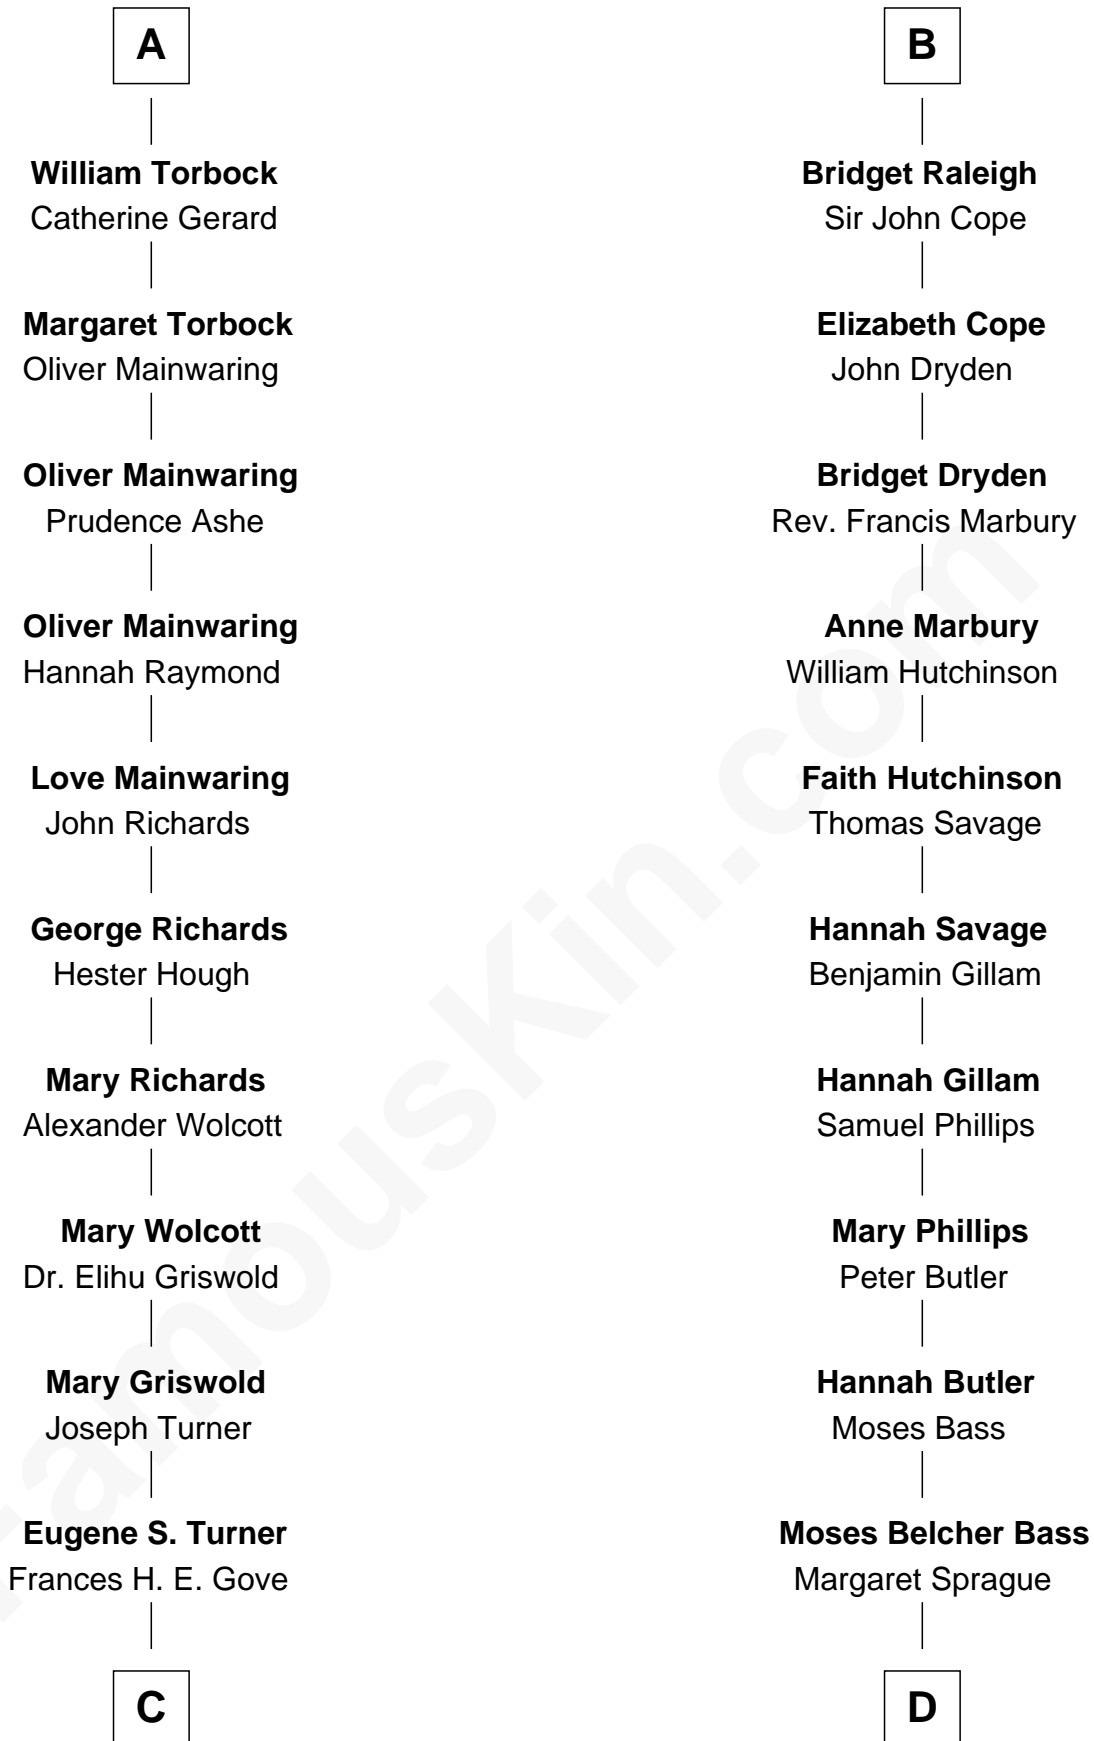 A
William Torbock
Catherine Gerard
Margaret Torbock
Oliver Mainwaring
Oliver Mainwaring
Prudence Ashe
Oliver Mainwaring
Hannah Raymond
Love Mainwaring
John Richards
George Richards
Hester Hough
Mary Richards
Alexander Wolcott
Mary Wolcott
Dr. Elihu Griswold
Mary Griswold
Joseph Turner
Eugene S. Turner
Frances H. E. Gove
C
B
Bridget Raleigh
Sir John Cope
Elizabeth Cope
John Dryden
Bridget Dryden
Rev. Francis Marbury
Anne Marbury
William Hutchinson
Faith Hutchinson
Thomas Savage
Hannah Savage
Benjamin Gillam
Hannah Gillam
Samuel Phillips
Mary Phillips
Peter Butler
Hannah Butler
Moses Bass
Moses Belcher Bass
Margaret Sprague
D
FamousKin.com